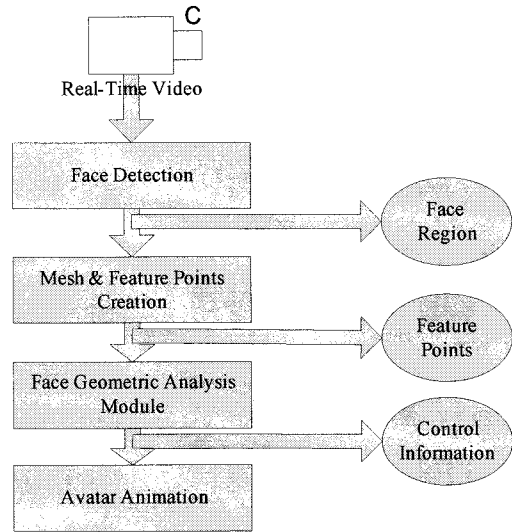 C
Real-Time Video
Face Detection
Face
Region
Mesh & Feature Points
Creation
Feature
Points
Face Geometric Analysis
Module
Control
Information
Avatar Animation